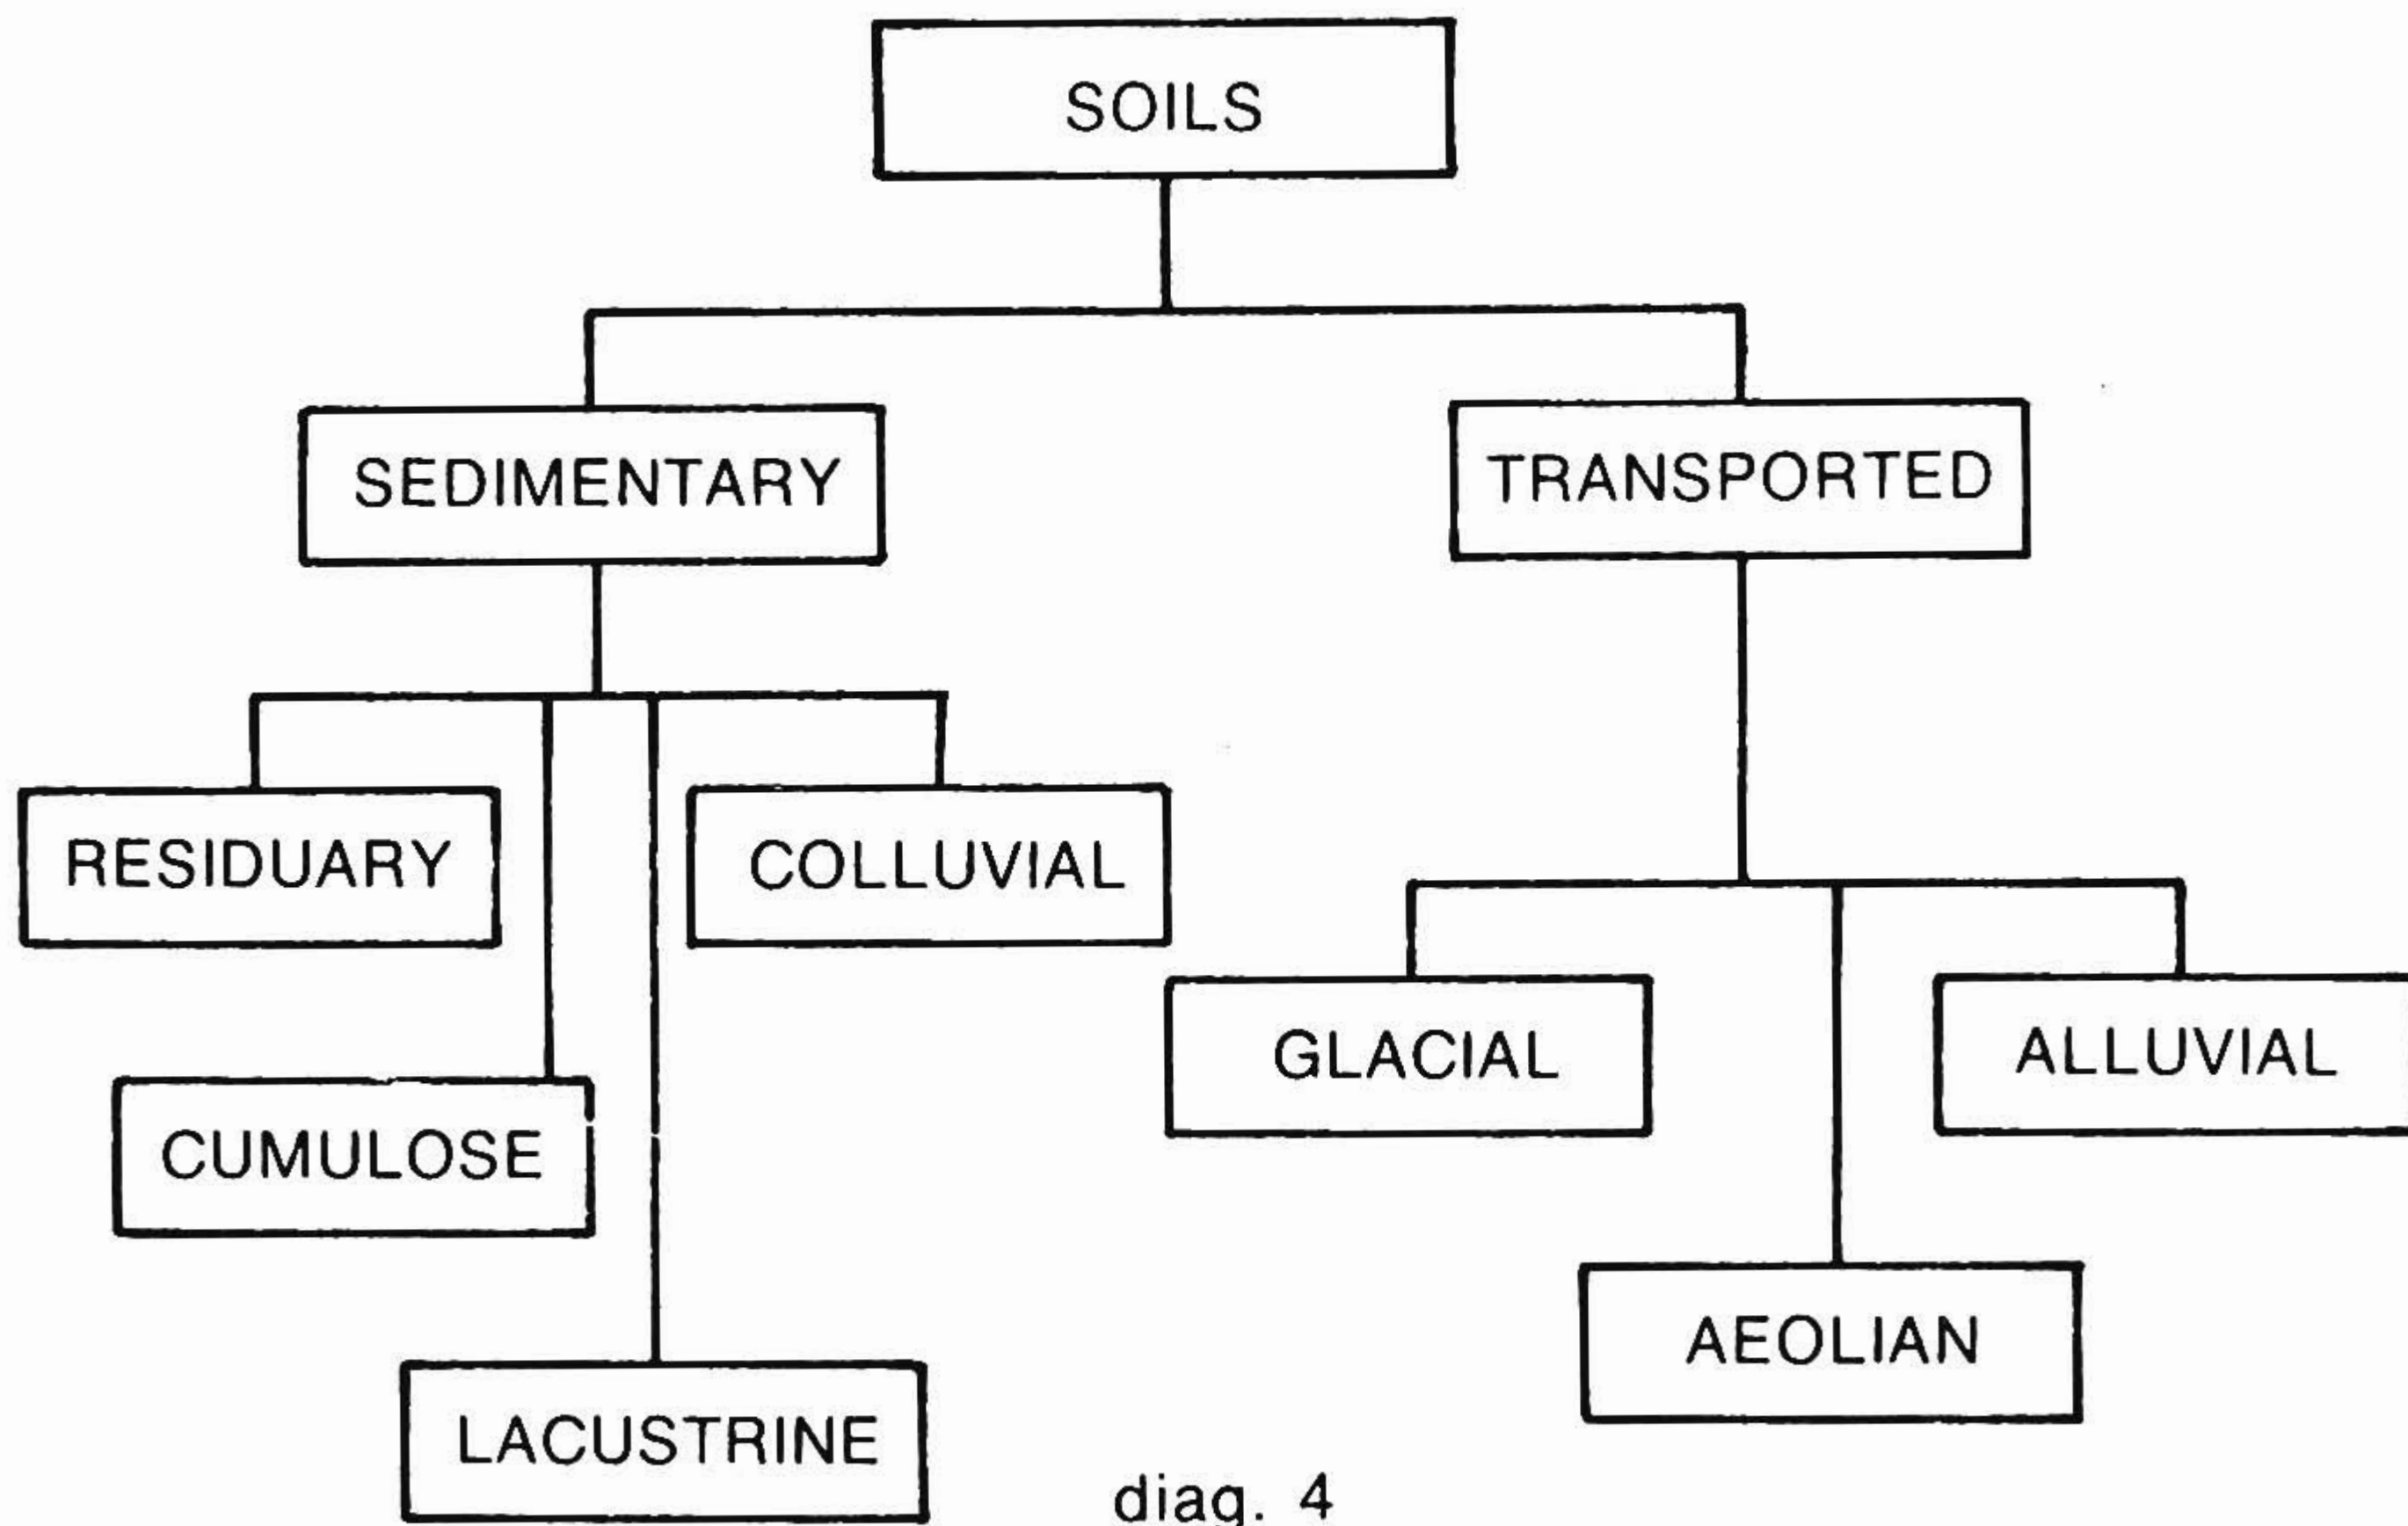 SOILS
SEDIMENTARY
TRANSPORTED
RESIDUARY
COLLUVIAL
GLACIAL
ALLUVIAL
CUMULOSE
AEOLIAN
LACUSTRINE
diag. 4